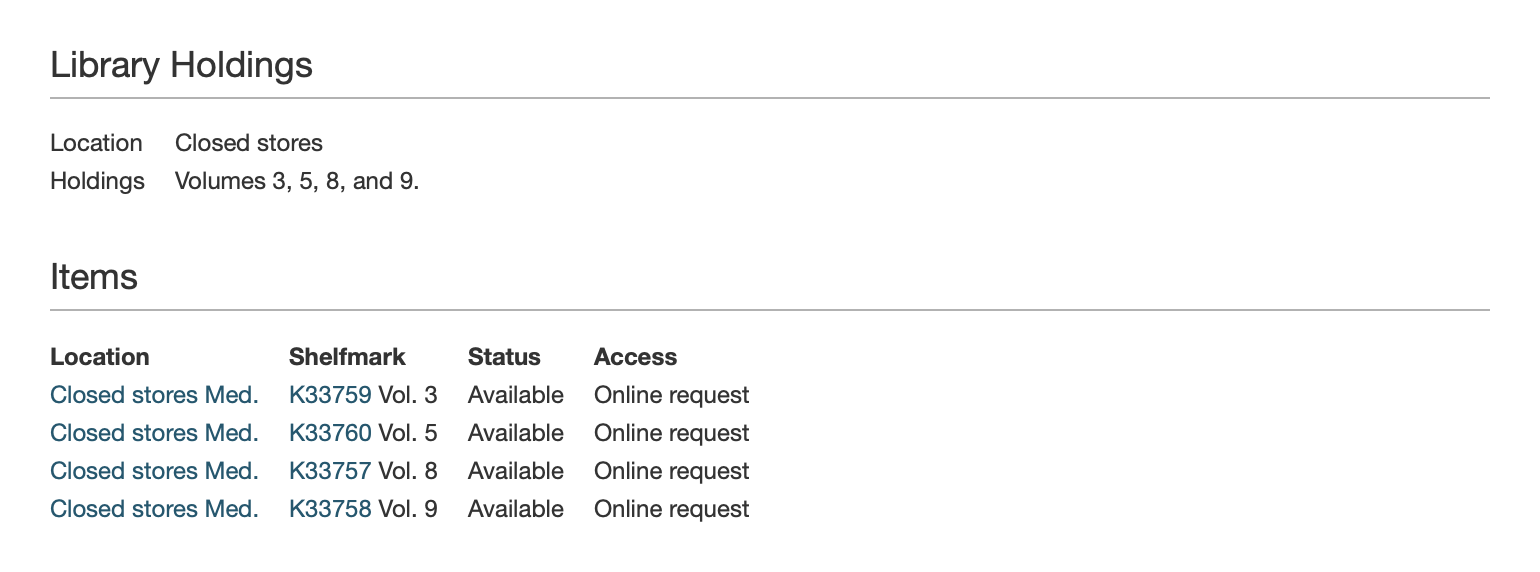 Library Holdings
Location Closed stores
Holdings Volumes 3, 5, 8, and 9.
Items
Location Shelfmark Status Access
Closed stores Med. K33759 Vol. 3 Available Online request
Closed stores Med. K33760 Vol. 5 Available Online request
Closed stores Med. K33757 Vol. 8 Available Online request
Closed stores Med. K33758 Vol. 9 Available Online request